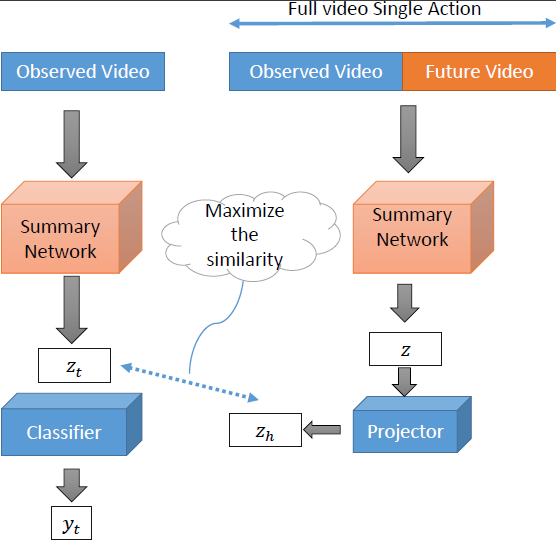 Full video Single Action
Observed Video
Observed Video
Future Video
Summary
Network
Maximize
the
similarity
Summary
Network
z_t
z
Classifier
z_h
Projector
y_t